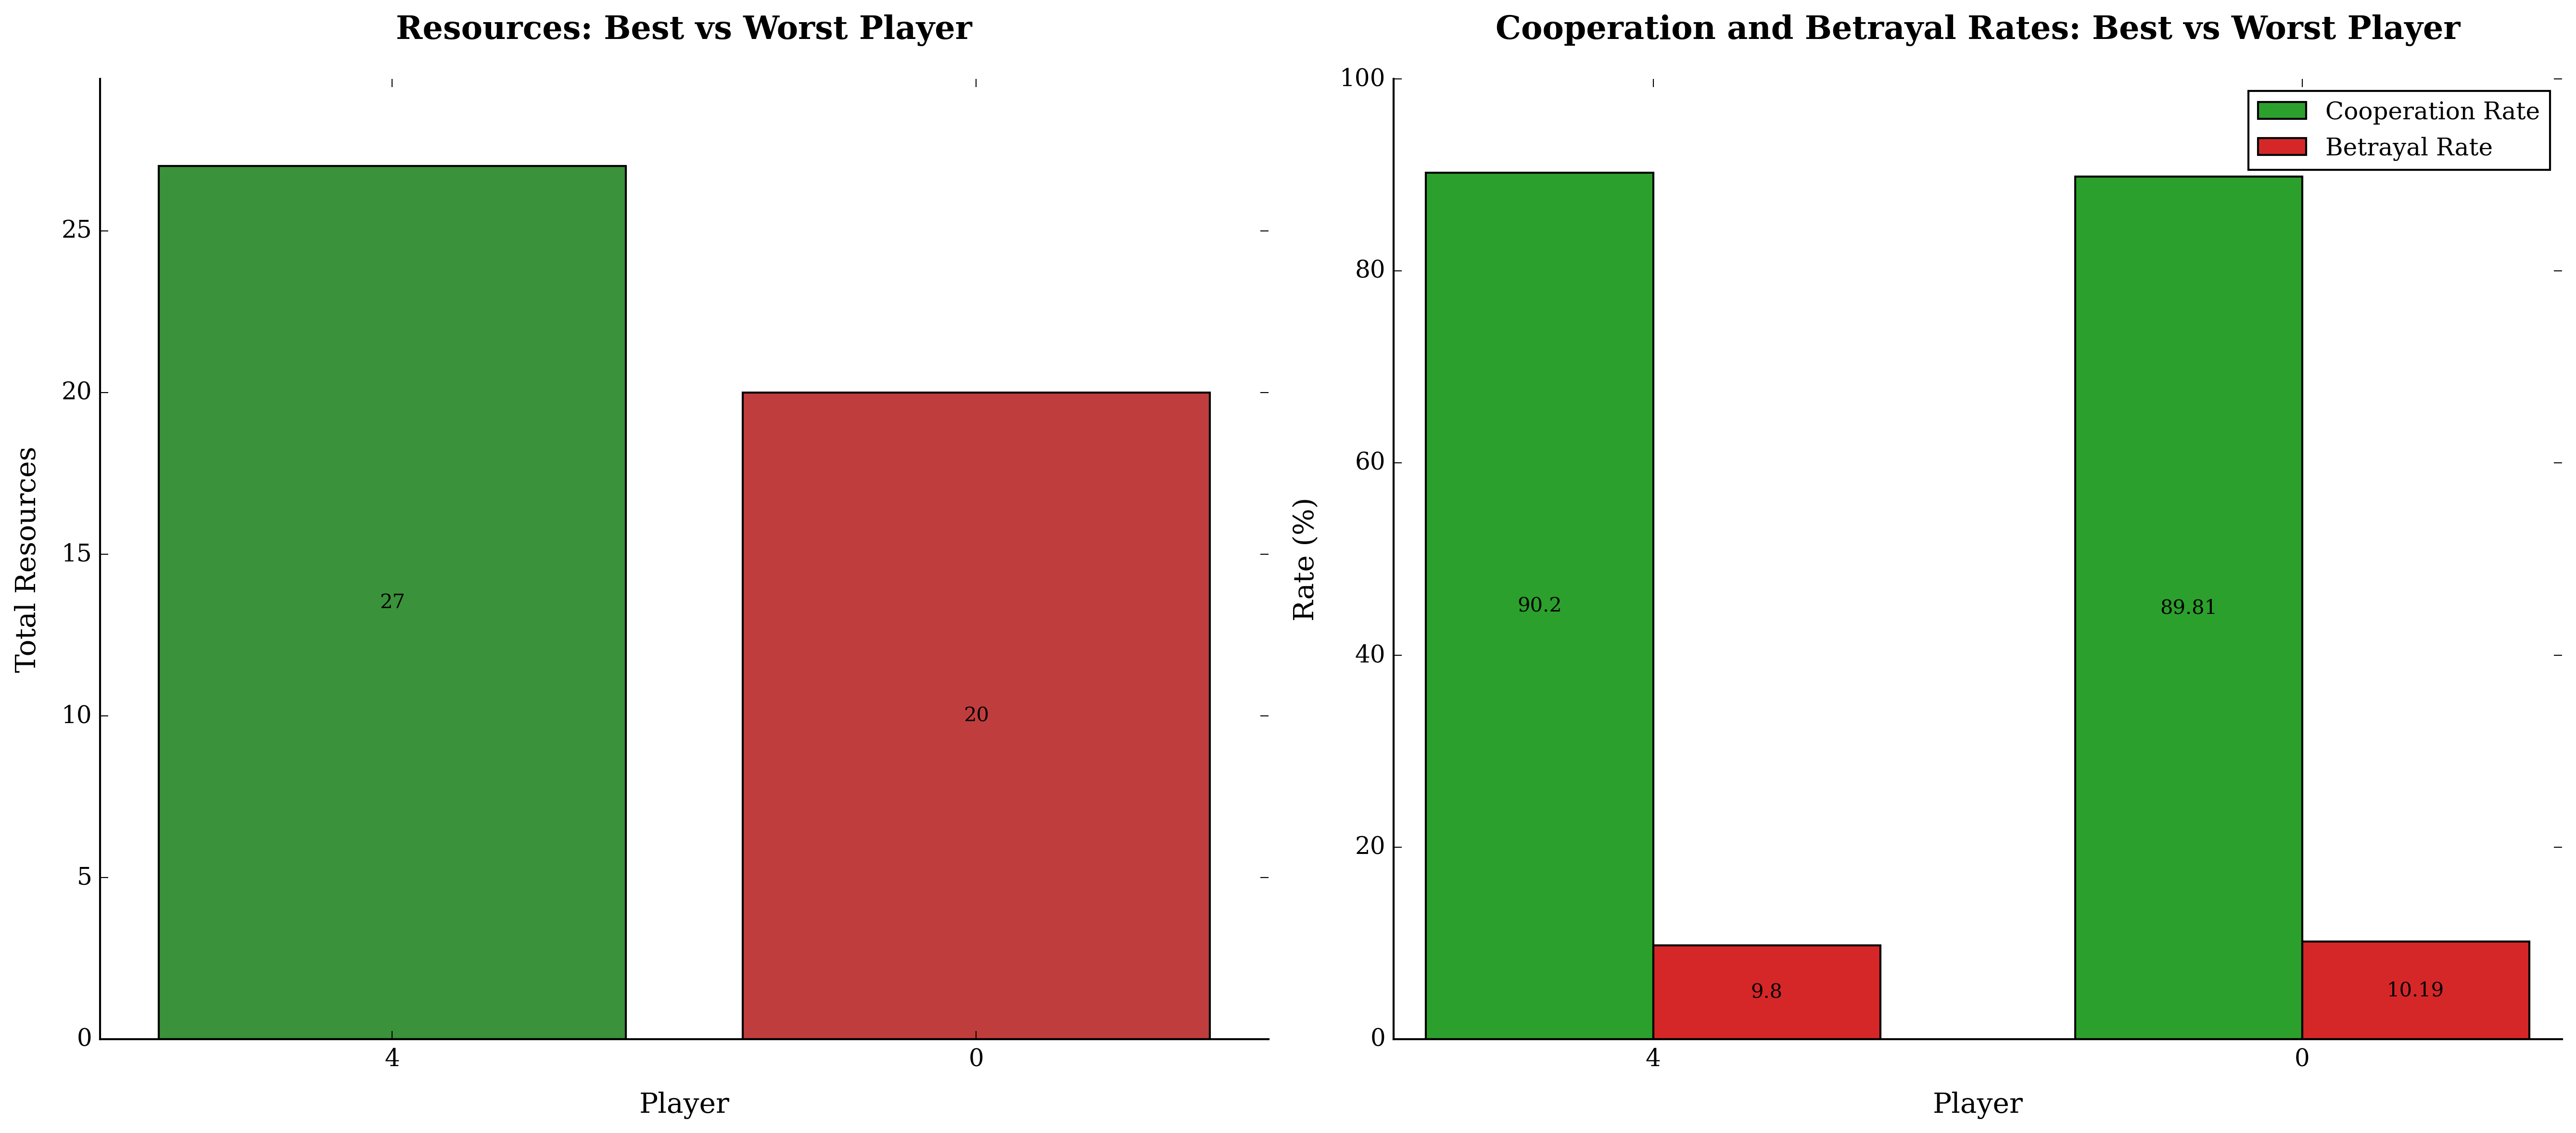 Resources: Best vs Worst Player
Total Resources
25
20
15
10
5
0
27
20
4
0
Player
Cooperation and Betrayal Rates: Best vs Worst Player
Rate (%)
100
80
60
40
20
0
Cooperation Rate
Betrayal Rate
90.2
9.8
89.81
10.19
4
0
Player